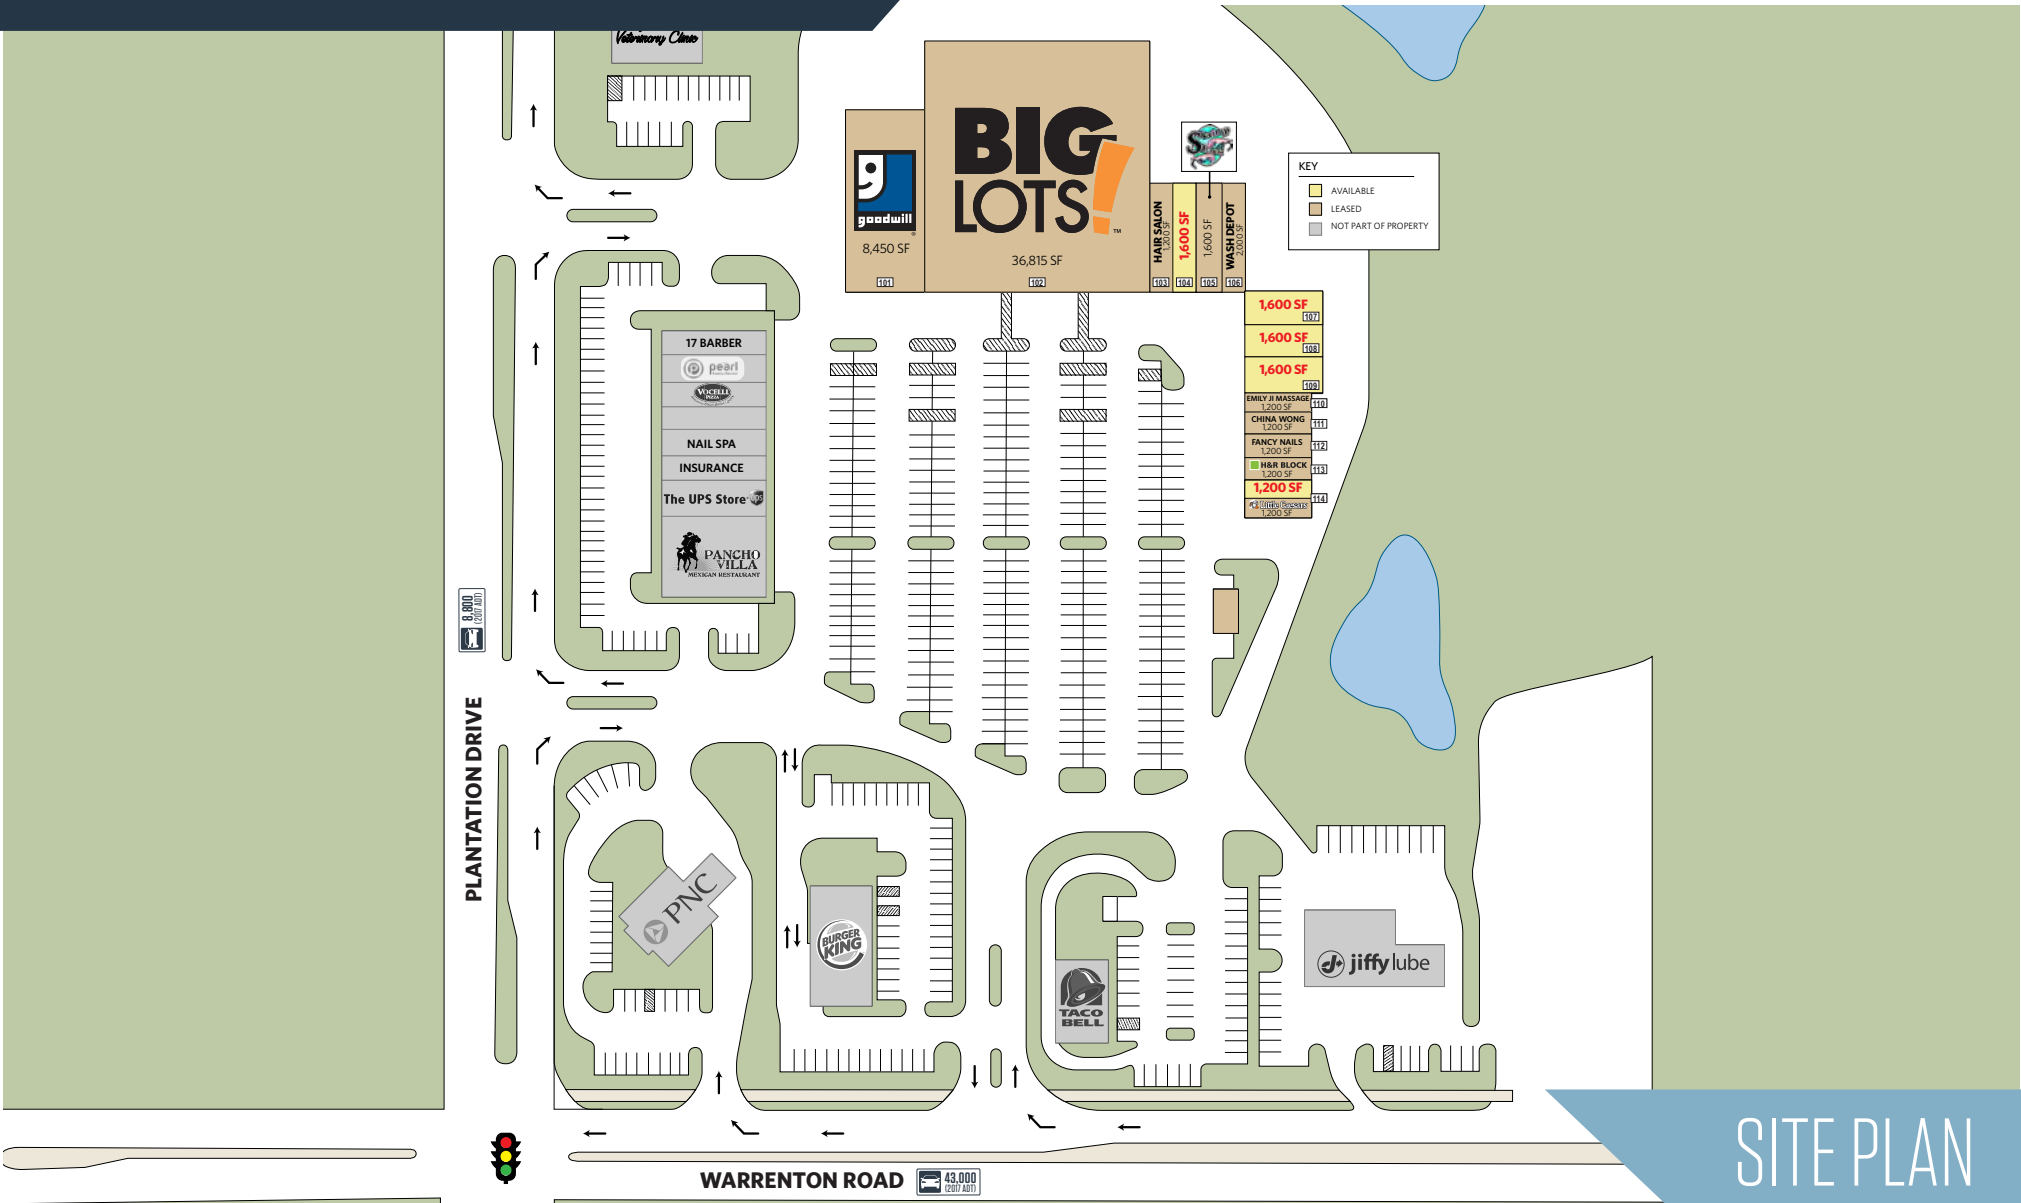 Veterinary Clinic
BIG
LOTS!
™
36,815 SF
102
goodwill
®
8,450 SF
101
HAIR SALON
1,200 SF
103
1,600 SF
104
1,600 SF
105
WASH DEPOT
2,000 SF
106
KEY
AVAILABLE
LEASED
NOT PART OF PROPERTY
1,600 SF
107
1,600 SF
108
1,600 SF
109
EMILY JI MASSAGE
1,200 SF
110
CHINA WONG
1,200 SF
111
FANCY NAILS
1,200 SF
112
H&R BLOCK
1,200 SF
113
1,200 SF
114
Little Caesars
1,200 SF
17 BARBER
pearl
VOCELLI
PIZZA
NAIL SPA
INSURANCE
The UPS Store
ups
PANCHO
VILLA
MEXICAN RESTAURANT
8,800
(2017 ADT)
PLANTATION DRIVE
PNC
BURGER
KING
TACO
BELL
jiffy lube
WARRENTON ROAD
43,000
(2017 ADT)
SITE PLAN